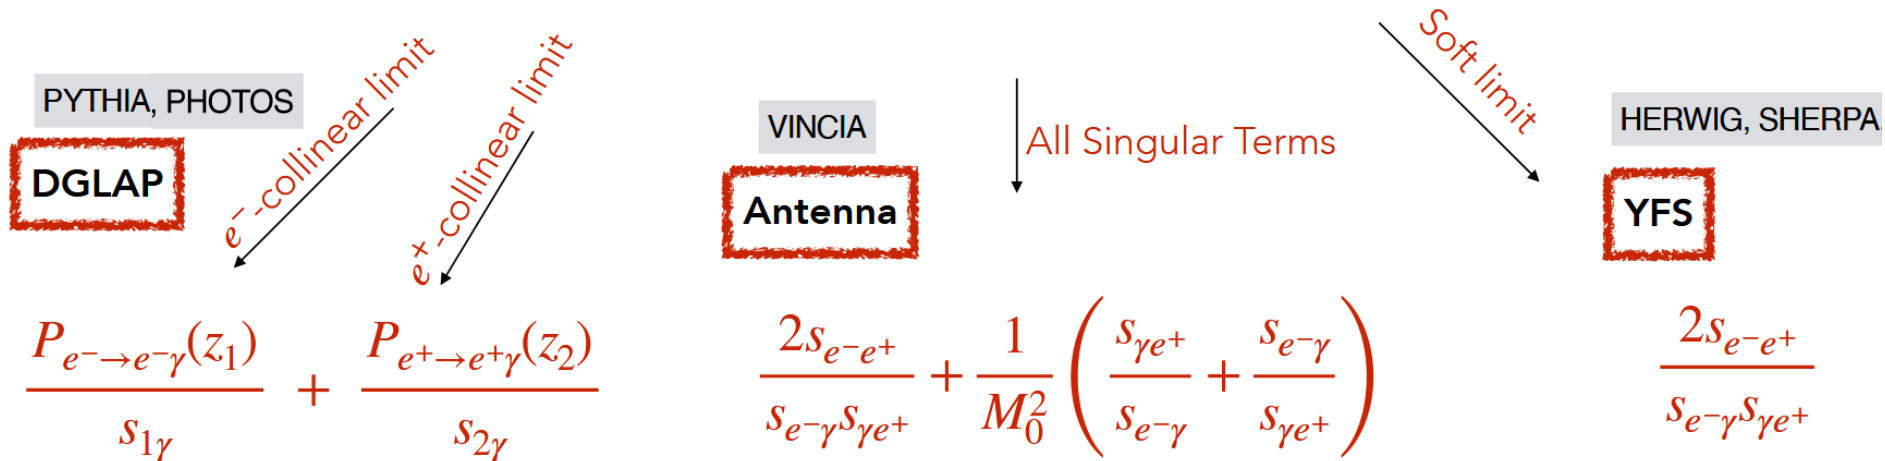 PYTHIA, PHOTOS
DGLAP
e⁻-collinear limit
e⁺-collinear limit
VINCIA
Antenna
All Singular Terms
Soft limit
HERWIG, SHERPA
YFS
P_{e⁻→e⁻γ}(z₁) / s_{1γ} + P_{e⁺→e⁺γ}(z₂) / s_{2γ}
2s_{e⁻e⁺} / s_{e⁻γ}s_{γe⁺} + 1 / M₀² ( s_{γe⁺} / s_{e⁻γ} + s_{e⁻γ} / s_{γe⁺} )
2s_{e⁻e⁺} / s_{e⁻γ}s_{γe⁺}